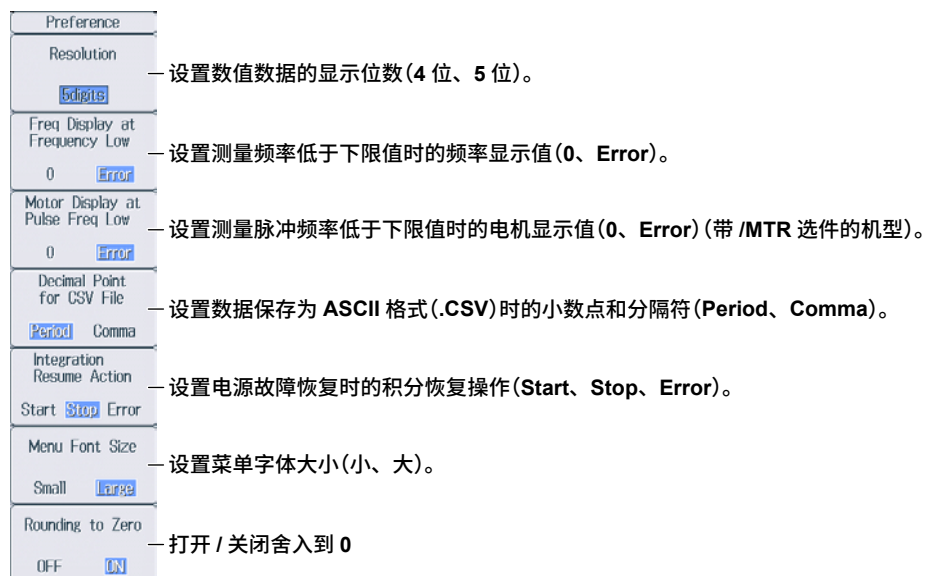 Preference
Resolution
5digits
设置数值数据的显示位数(4 位、5 位)。
Freq Display at
Frequency Low
0 Error
设置测量频率低于下限值时的频率显示值(0、Error)。
Motor Display at
Pulse Freq Low
0 Error
设置测量脉冲频率低于下限值时的电机显示值(0、Error)(带 /MTR 选件的机型)。
Decimal Point
for CSV File
Period Comma
设置数据保存为 ASCII 格式(.CSV)时的小数点和分隔符(Period、Comma)。
Integration
Resume Action
Start Stop Error
设置电源故障恢复时的积分恢复操作(Start、Stop、Error)。
Menu Font Size
Small Large
设置菜单字体大小(小、大)。
Rounding to Zero
OFF ON
打开 / 关闭舍入到 0